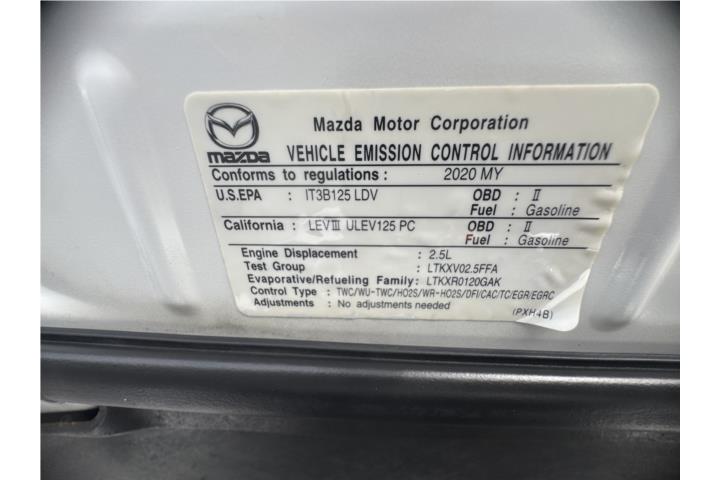 Mazda Motor Corporation
mazda VEHICLE EMISSION CONTROL INFORMATION
Conforms to regulations : 2020 MY
U.S.EPA : IT3B125 LDV OBD : II
Fuel : Gasoline
California : LEVIII ULEV125 PC OBD : II
Fuel : Gasoline
Engine Displacement : 2.5L
Test Group : LTKXV02.5FFA
Evaporative/Refueling Family: LTKXR0120GAK
Control Type : TWC/WU-TWC/HO2S/WR-HO2S/DFI/CAC/TC/EGR/EGRC
Adjustments : No adjustments needed
(PXH4B)